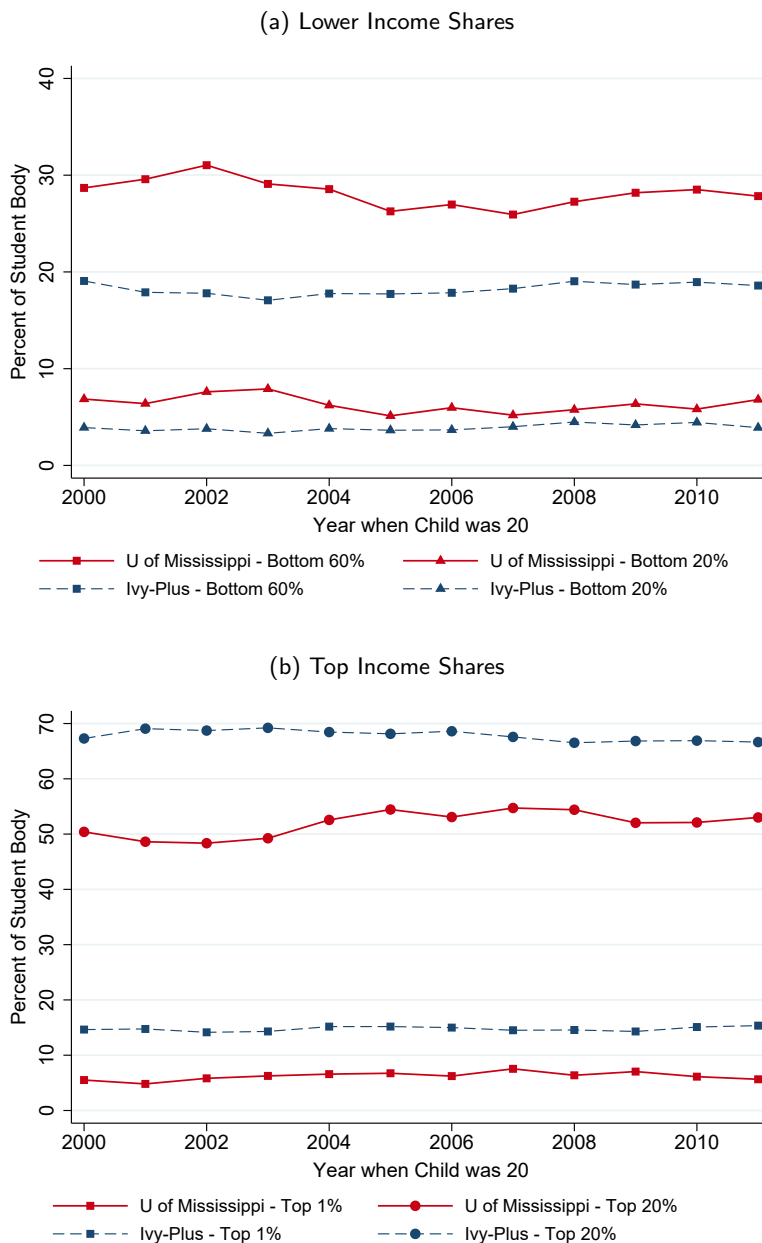 (a) Lower Income Shares
Percent of Student Body
40
30
20
10
0
2000 2002 2004 2006 2008 2010
Year when Child was 20
U of Mississippi - Bottom 60% U of Mississippi - Bottom 20%
Ivy-Plus - Bottom 60% Ivy-Plus - Bottom 20%
(b) Top Income Shares
Percent of Student Body
70
60
50
40
30
20
10
0
2000 2002 2004 2006 2008 2010
Year when Child was 20
U of Mississippi - Top 1% U of Mississippi - Top 20%
Ivy-Plus - Top 1% Ivy-Plus - Top 20%